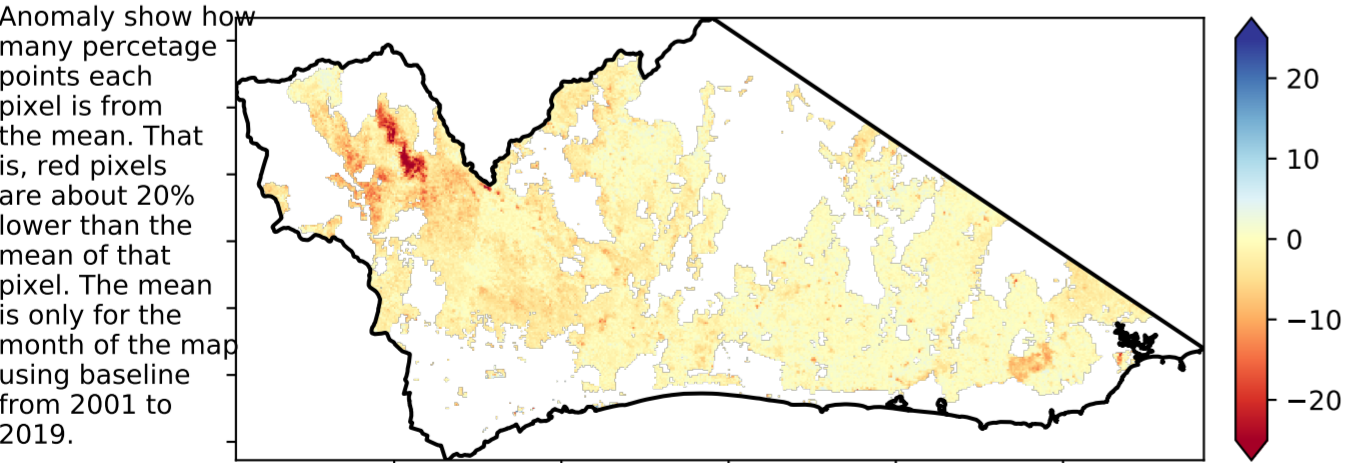 Anomaly show how
many percetage
points each
pixel is from
the mean. That
is, red pixels
are about 20%
lower than the
mean of that
pixel. The mean
is only for the
month of the map
using baseline
from 2001 to
2019.
20
10
0
−10
−20